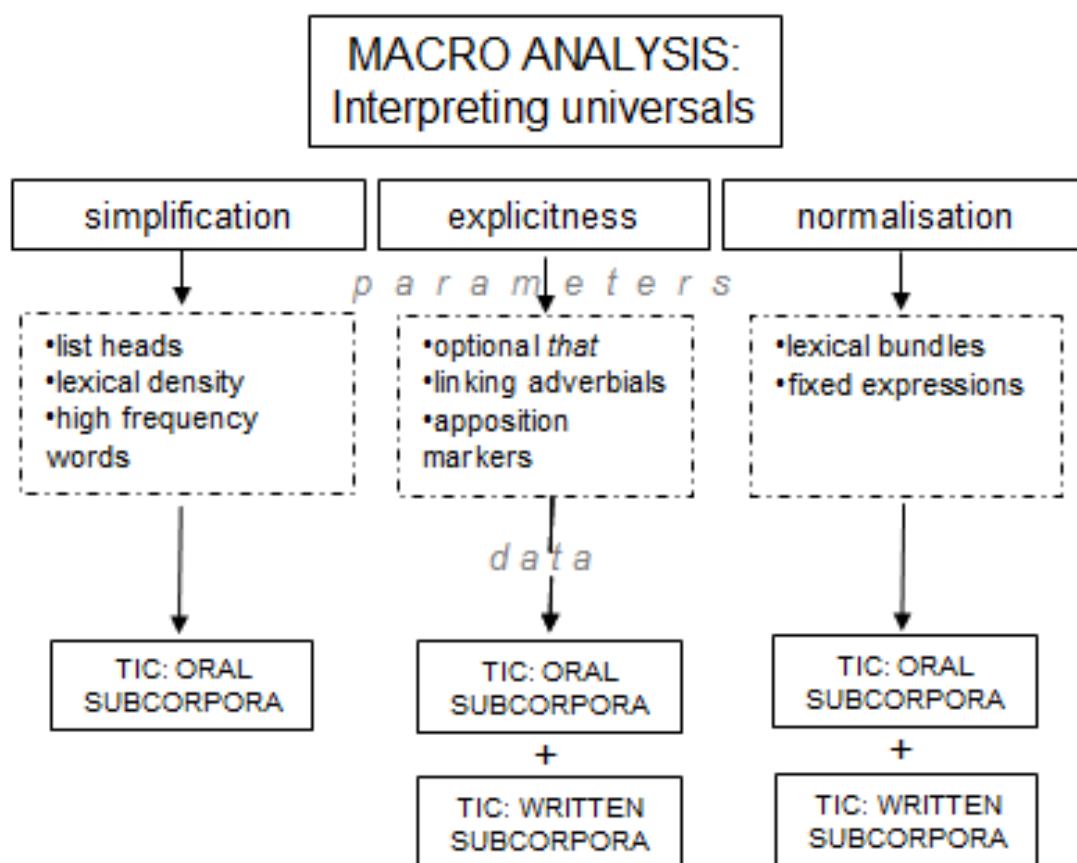 MACRO ANALYSIS:
Interpreting universals
simplification
explicitness
normalisation
parameters
•list heads
•lexical density
•high frequency
words
•optional that
•linking adverbials
•apposition
markers
•lexical bundles
•fixed expressions
data
TIC: ORAL
SUBCORPORA
TIC: ORAL
SUBCORPORA
+
TIC: WRITTEN
SUBCORPORA
TIC: ORAL
SUBCORPORA
+
TIC: WRITTEN
SUBCORPORA